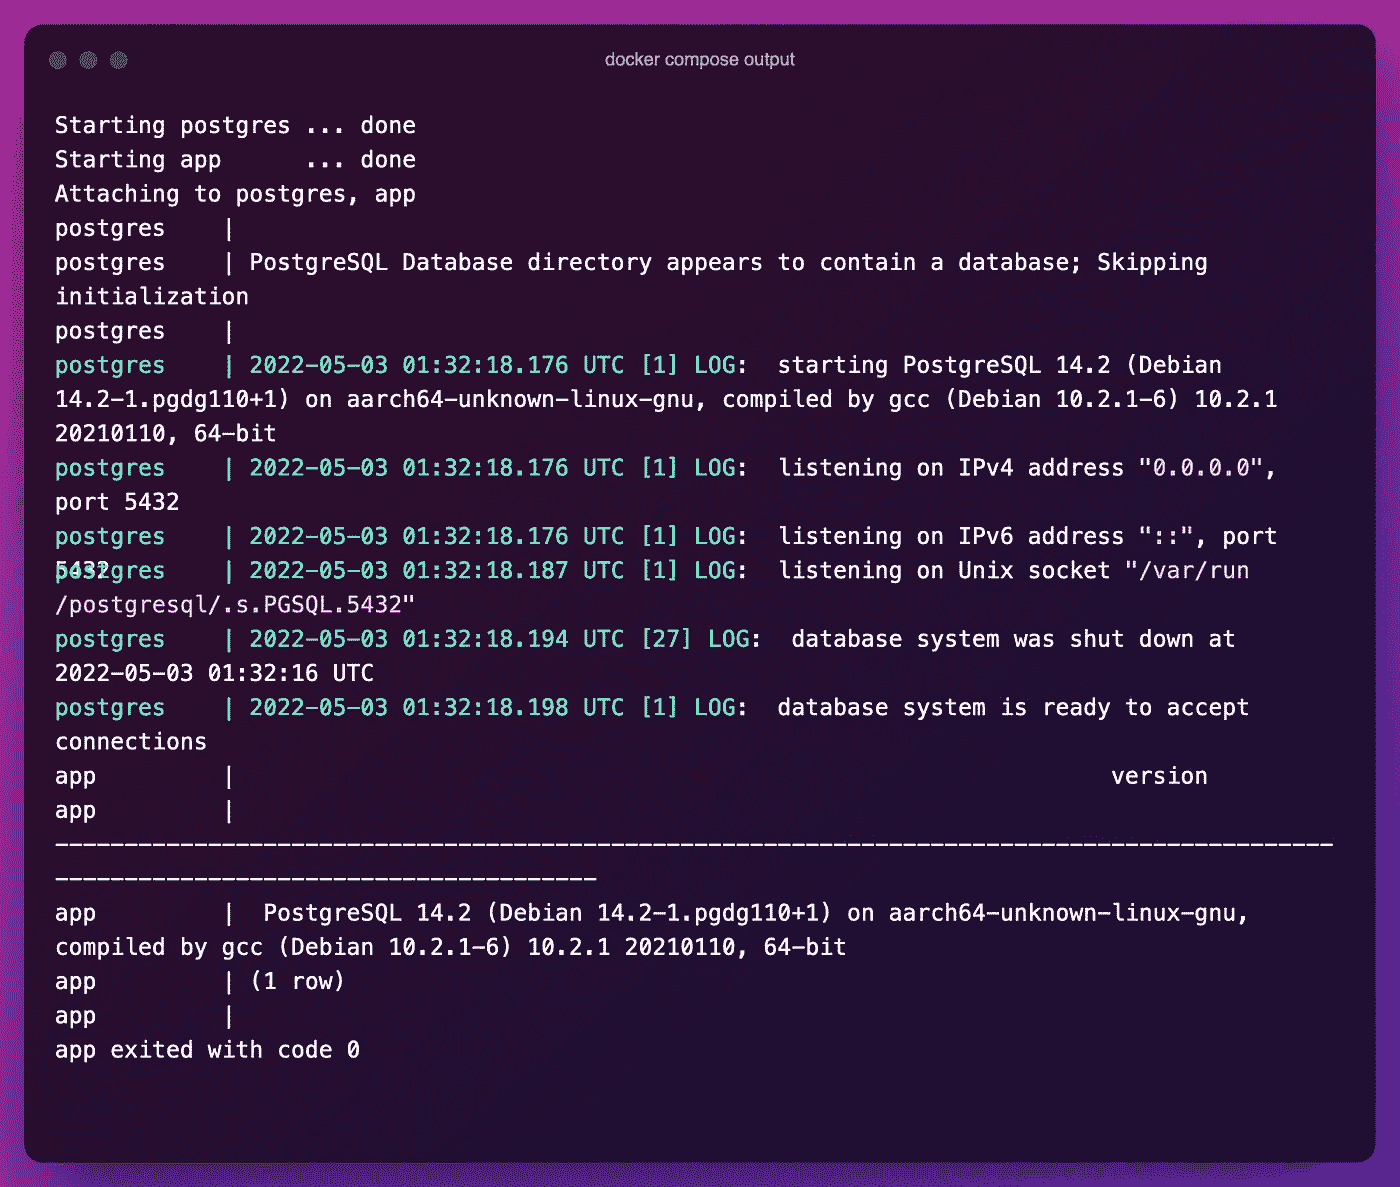 docker compose output
Starting postgres ... done
Starting app      ... done
Attaching to postgres, app
postgres    |
postgres    | PostgreSQL Database directory appears to contain a database; Skipping
initialization
postgres    |
postgres    | 2022-05-03 01:32:18.176 UTC [1] LOG:  starting PostgreSQL 14.2 (Debian
14.2-1.pgdg110+1) on aarch64-unknown-linux-gnu, compiled by gcc (Debian 10.2.1-6) 10.2.1
20210110, 64-bit
postgres    | 2022-05-03 01:32:18.176 UTC [1] LOG:  listening on IPv4 address "0.0.0.0",
port 5432
postgres    | 2022-05-03 01:32:18.176 UTC [1] LOG:  listening on IPv6 address "::", port
5432
postgres    | 2022-05-03 01:32:18.187 UTC [1] LOG:  listening on Unix socket "/var/run
/postgresql/.s.PGSQL.5432"
postgres    | 2022-05-03 01:32:18.194 UTC [27] LOG:  database system was shut down at
2022-05-03 01:32:16 UTC
postgres    | 2022-05-03 01:32:18.198 UTC [1] LOG:  database system is ready to accept
connections
app         |                                                                version
app         |
--------------------------------------------------------------------------------------------
---------------------------------------
app         |  PostgreSQL 14.2 (Debian 14.2-1.pgdg110+1) on aarch64-unknown-linux-gnu,
compiled by gcc (Debian 10.2.1-6) 10.2.1 20210110, 64-bit
app         | (1 row)
app         |
app exited with code 0